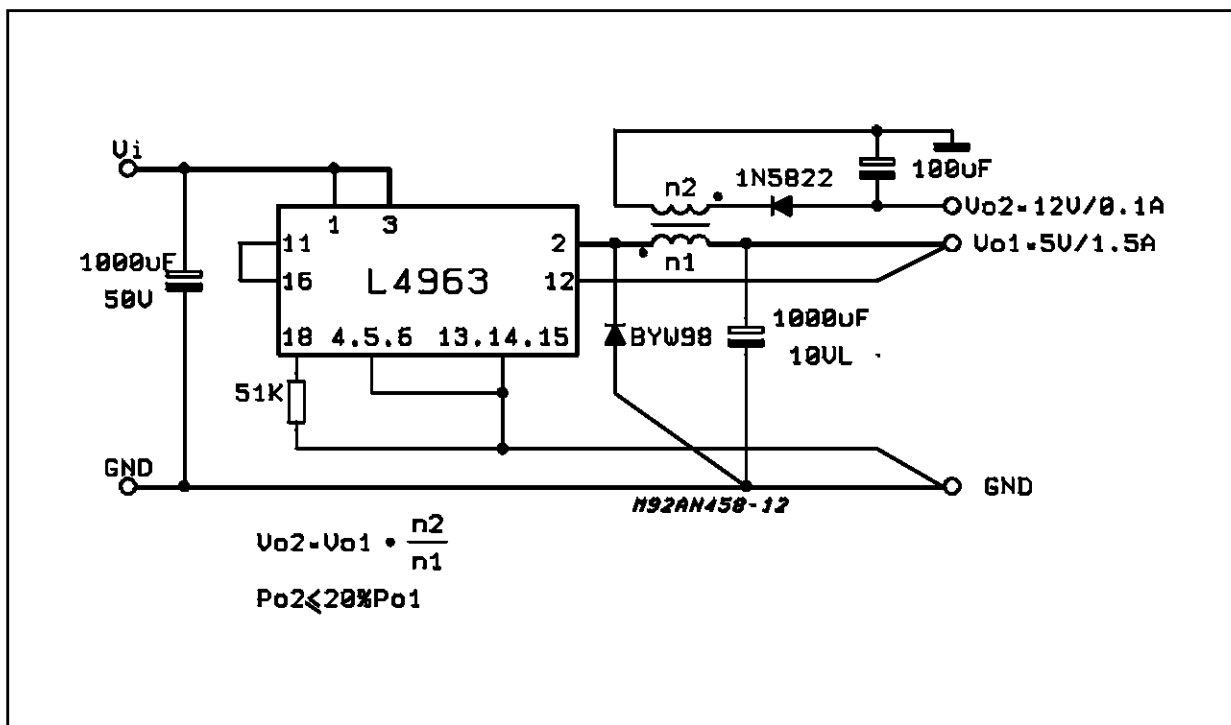 Vi
1000uF
50V
1
3
11
16
L4963
2
12
18
4.5.6
13.14.15
51K
GND
n2
n1
1N5822
100uF
Vo2=12V/0.1A
Vo1=5V/1.5A
BYW98
1000uF
10VL
GND
M92AN458-12
Vo2=Vo1 • n2
n1
Po2≤20%Po1